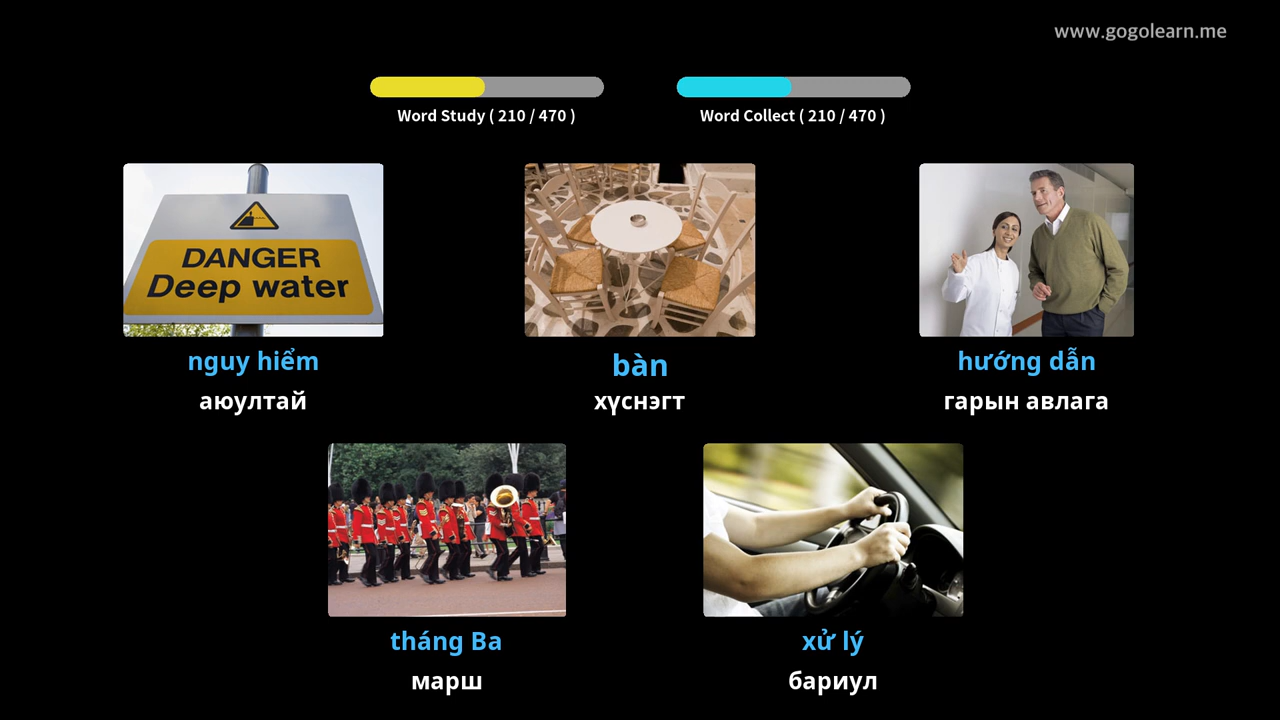 www.gogolearn.me
Word Study ( 210 / 470 )
Word Collect ( 210 / 470 )
DANGER
Deep water
nguy hiểm
аюултай
bàn
хүснэгт
hướng dẫn
гарын авлага
tháng Ba
марш
xử lý
бариул